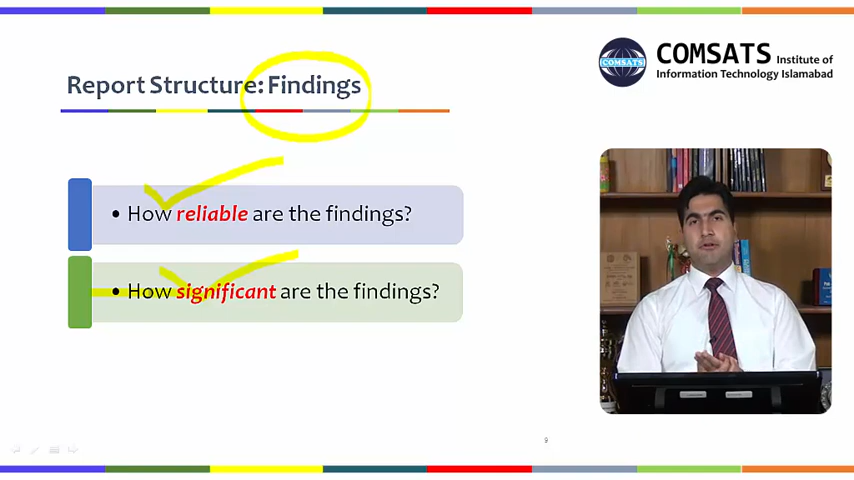 Report Structure: Findings
COMSATS Institute of
Information Technology Islamabad
COMSATS
• How reliable are the findings?
• How significant are the findings?
9